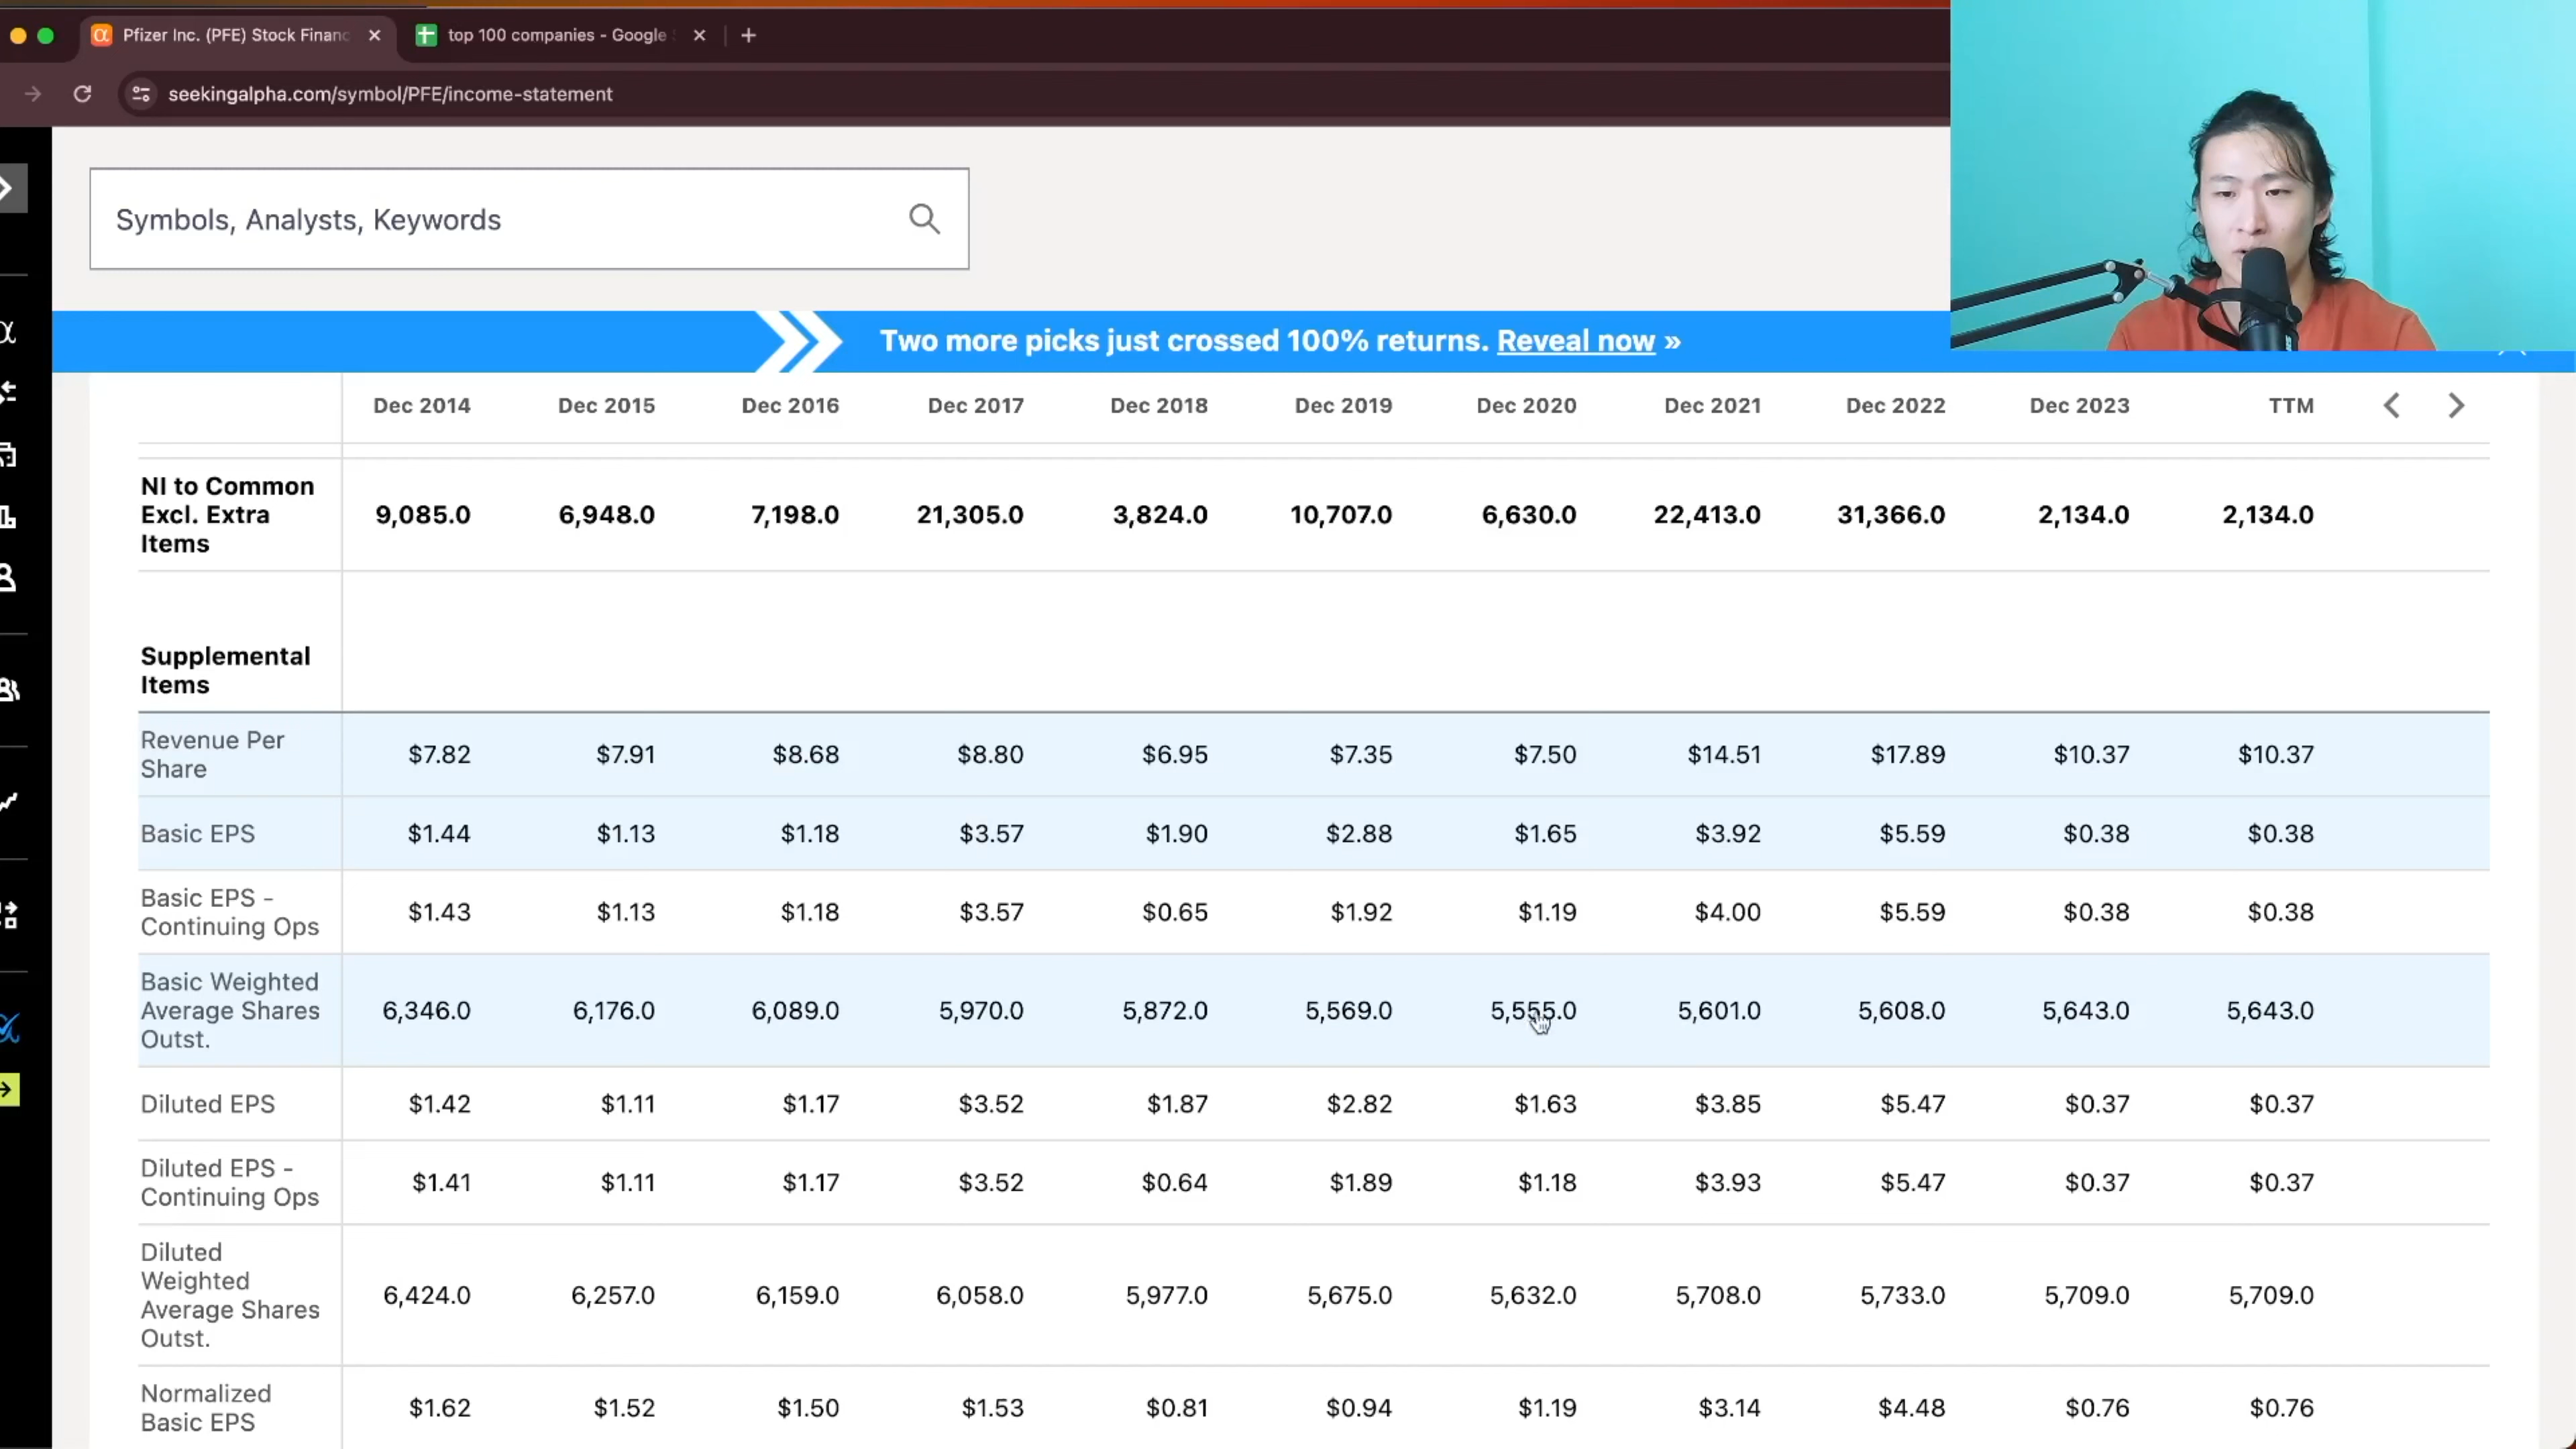 Pfizer Inc. (PFE) Stock Financ
top 100 companies - Google S
seekingalpha.com/symbol/PFE/income-statement
Symbols, Analysts, Keywords
Two more picks just crossed 100% returns. Reveal now »
Dec 2014 Dec 2015 Dec 2016 Dec 2017 Dec 2018 Dec 2019 Dec 2020 Dec 2021 Dec 2022 Dec 2023 TTM
NI to Common
Excl. Extra 9,085.0 6,948.0 7,198.0 21,305.0 3,824.0 10,707.0 6,630.0 22,413.0 31,366.0 2,134.0 2,134.0
Items
Supplemental
Items
Revenue Per
Share $7.82 $7.91 $8.68 $8.80 $6.95 $7.35 $7.50 $14.51 $17.89 $10.37 $10.37
Basic EPS $1.44 $1.13 $1.18 $3.57 $1.90 $2.88 $1.65 $3.92 $5.59 $0.38 $0.38
Basic EPS -
Continuing Ops $1.43 $1.13 $1.18 $3.57 $0.65 $1.92 $1.19 $4.00 $5.59 $0.38 $0.38
Basic Weighted
Average Shares 6,346.0 6,176.0 6,089.0 5,970.0 5,872.0 5,569.0 5,555.0 5,601.0 5,608.0 5,643.0 5,643.0
Outst.
Diluted EPS $1.42 $1.11 $1.17 $3.52 $1.87 $2.82 $1.63 $3.85 $5.47 $0.37 $0.37
Diluted EPS -
Continuing Ops $1.41 $1.11 $1.17 $3.52 $0.64 $1.89 $1.18 $3.93 $5.47 $0.37 $0.37
Diluted
Weighted
Average Shares 6,424.0 6,257.0 6,159.0 6,058.0 5,977.0 5,675.0 5,632.0 5,708.0 5,733.0 5,709.0 5,709.0
Outst.
Normalized
Basic EPS $1.62 $1.52 $1.50 $1.53 $0.81 $0.94 $1.19 $3.14 $4.48 $0.76 $0.76